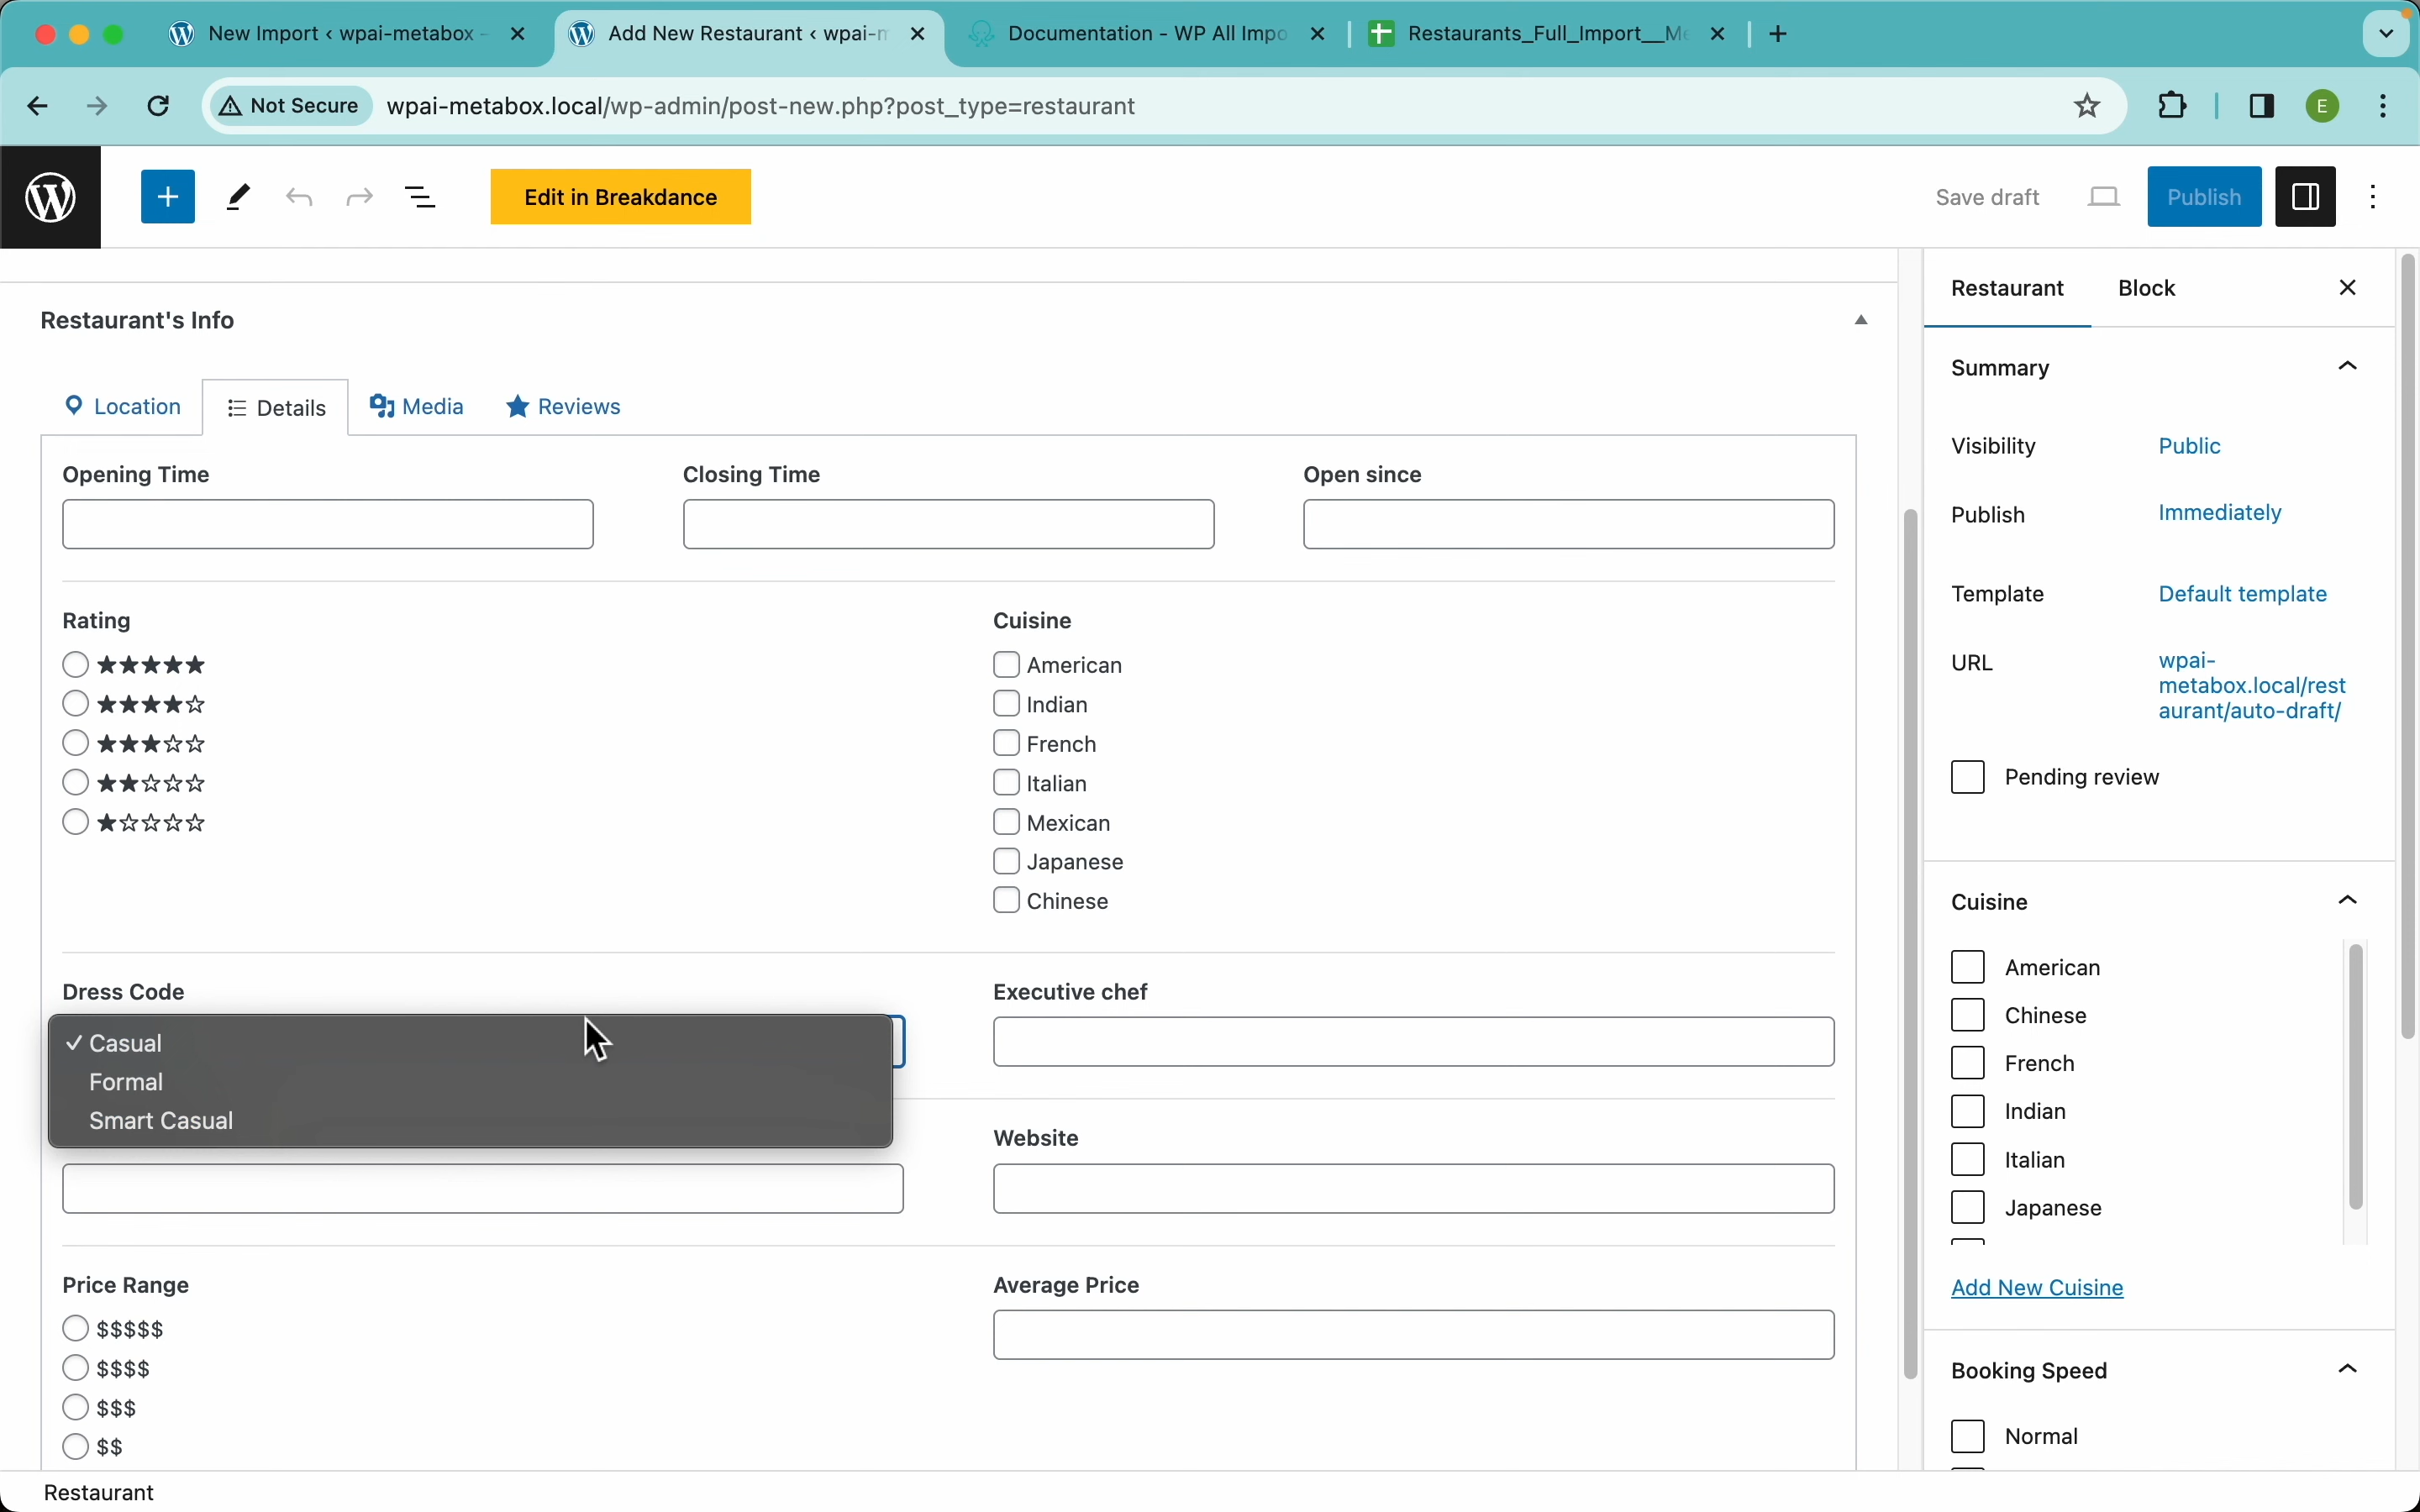 New Import ‹ wpai-metabox -
Add New Restaurant ‹ wpai-m
Documentation - WP All Impo
Restaurants_Full_Import__Me
Not Secure
wpai-metabox.local/wp-admin/post-new.php?post_type=restaurant
E
Edit in Breakdance
Save draft
Publish
Restaurant's Info
Location
Details
Media
Reviews
Opening Time
Closing Time
Open since
Rating
★★★★★
★★★★☆
★★★☆☆
★★☆☆☆
★☆☆☆☆
Cuisine
American
Indian
French
Italian
Mexican
Japanese
Chinese
Dress Code
✓ Casual
Formal
Smart Casual
Executive chef
Website
Price Range
$$$$$
$$$$
$$$
$$
Average Price
Restaurant
Restaurant
Block
Summary
Visibility
Public
Publish
Immediately
Template
Default template
URL
wpai-
metabox.local/rest
aurant/auto-draft/
Pending review
Cuisine
American
Chinese
French
Indian
Italian
Japanese
Add New Cuisine
Booking Speed
Normal